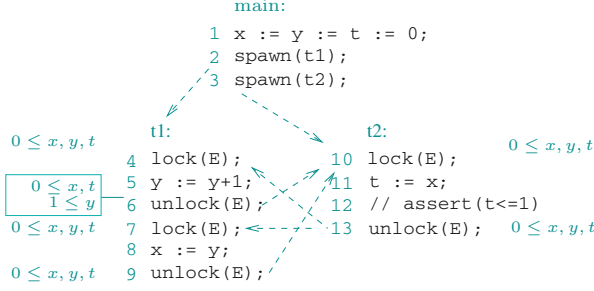 main:
1 x := y := t := 0;
2 spawn(t1);
3 spawn(t2);
t1:
t2:
0 ≤ x, y, t
0 ≤ x, y, t
4 lock(E);
10 lock(E);
0 ≤ x, t
5 y := y+1;
11 t := x;
1 ≤ y
6 unlock(E);
12 // assert(t<=1)
0 ≤ x, y, t
7 lock(E);
13 unlock(E);
0 ≤ x, y, t
8 x := y;
0 ≤ x, y, t
9 unlock(E);